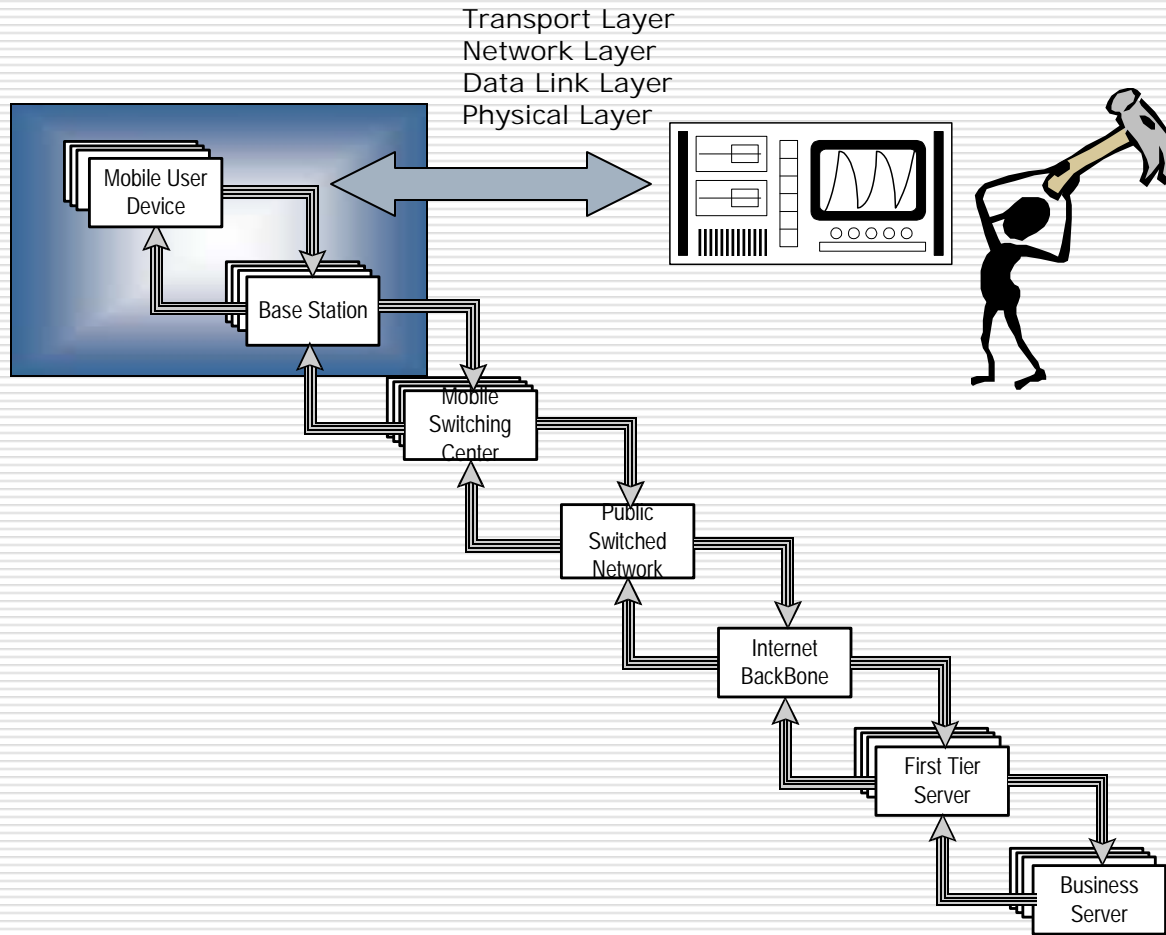 Transport Layer
Network Layer
Data Link Layer
Physical Layer
Mobile User
Device
Base Station
Mobile
Switching
Center
Public
Switched
Network
Internet
BackBone
First Tier
Server
Business
Server